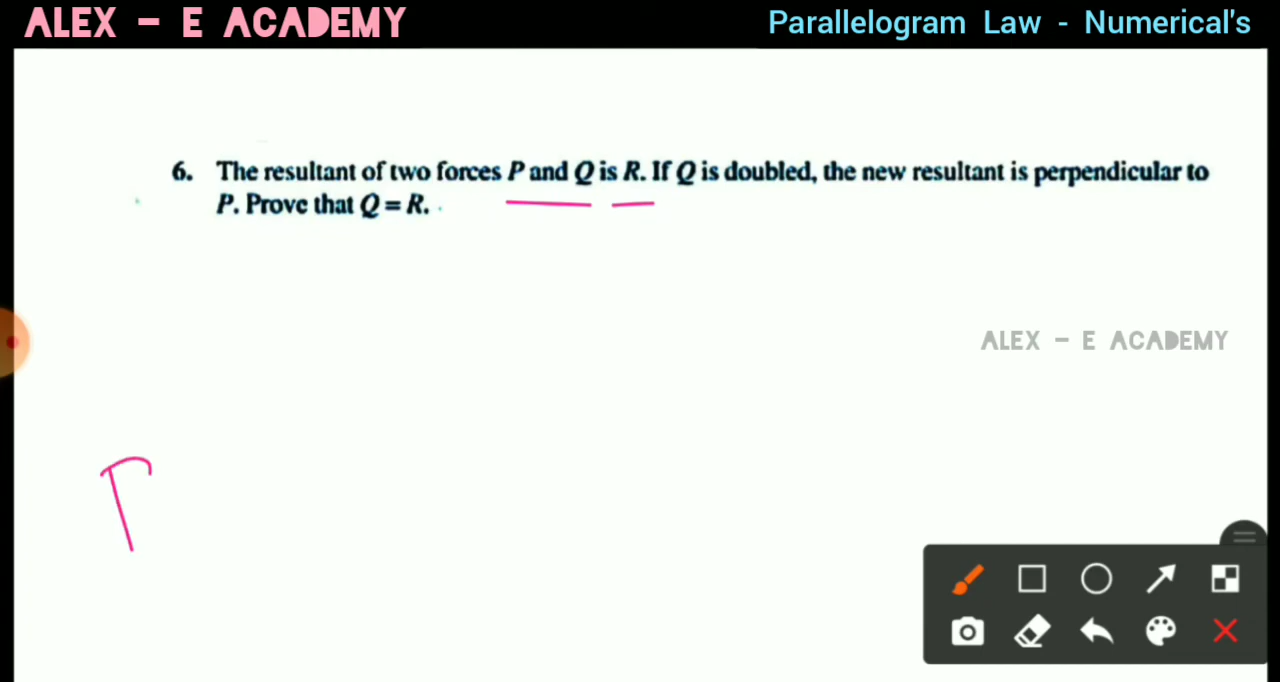 ALEX - E ACADEMY
Parallelogram Law - Numerical's
6. The resultant of two forces P and Q is R. If Q is doubled, the new resultant is perpendicular to
P. Prove that Q = R.
ALEX - E ACADEMY